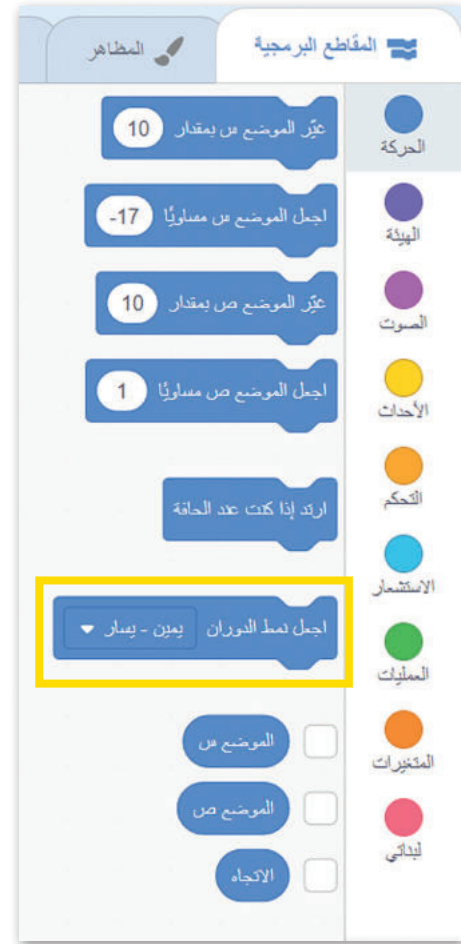 المقاطع البرمجية
المظاهر
الحركة
الهيئة
الصوت
الأحداث
التحكم
الاستشعار
العمليات
المتغيرات
لبناتي
غيّر الموضع س بمقدار 10
اجعل الموضع س مساويًا -17
غيّر الموضع ص بمقدار 10
اجعل الموضع ص مساويًا 1
ارتد إذا كنت عند الحافة
اجعل نمط الدوران يمين - يسار
الموضع س
الموضع ص
الاتجاه